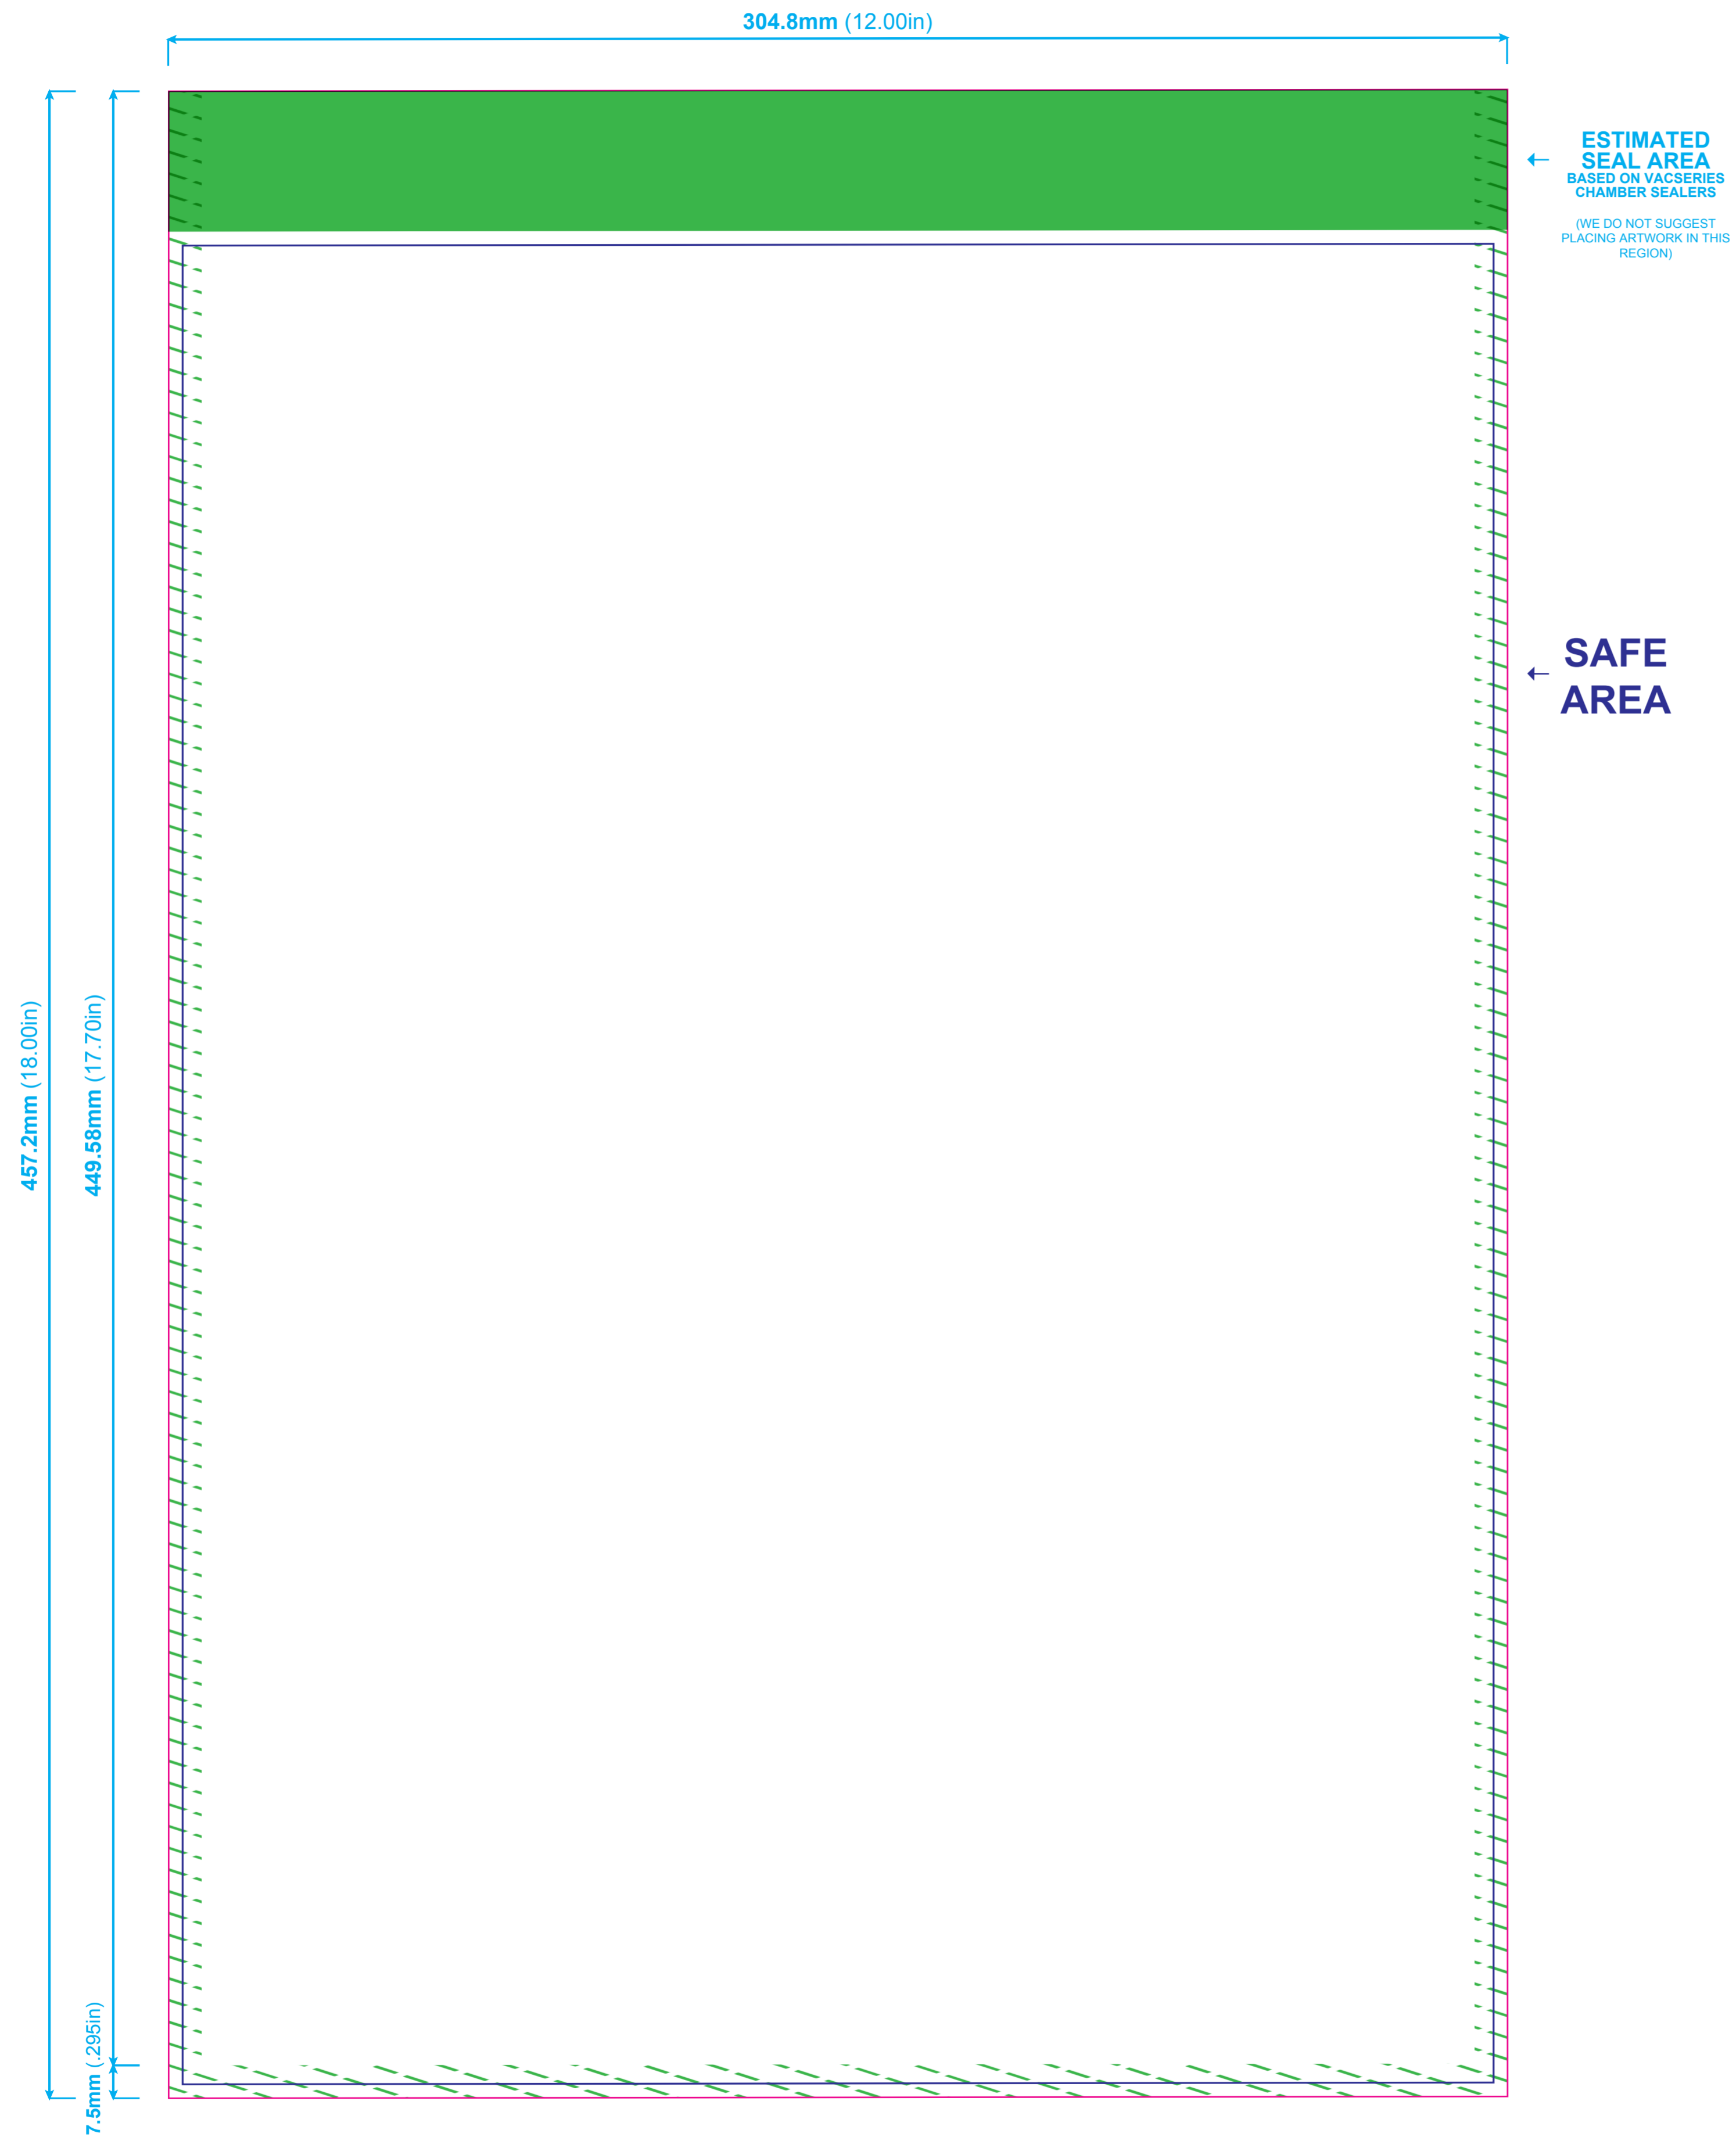 304.8mm (12.00in)
ESTIMATED
SEAL AREA
BASED ON VACSERIES
CHAMBER SEALERS
(WE DO NOT SUGGEST
PLACING ARTWORK IN THIS
REGION)
SAFE
AREA
457.2mm (18.00in)
449.58mm (17.70in)
7.5mm (.295in)